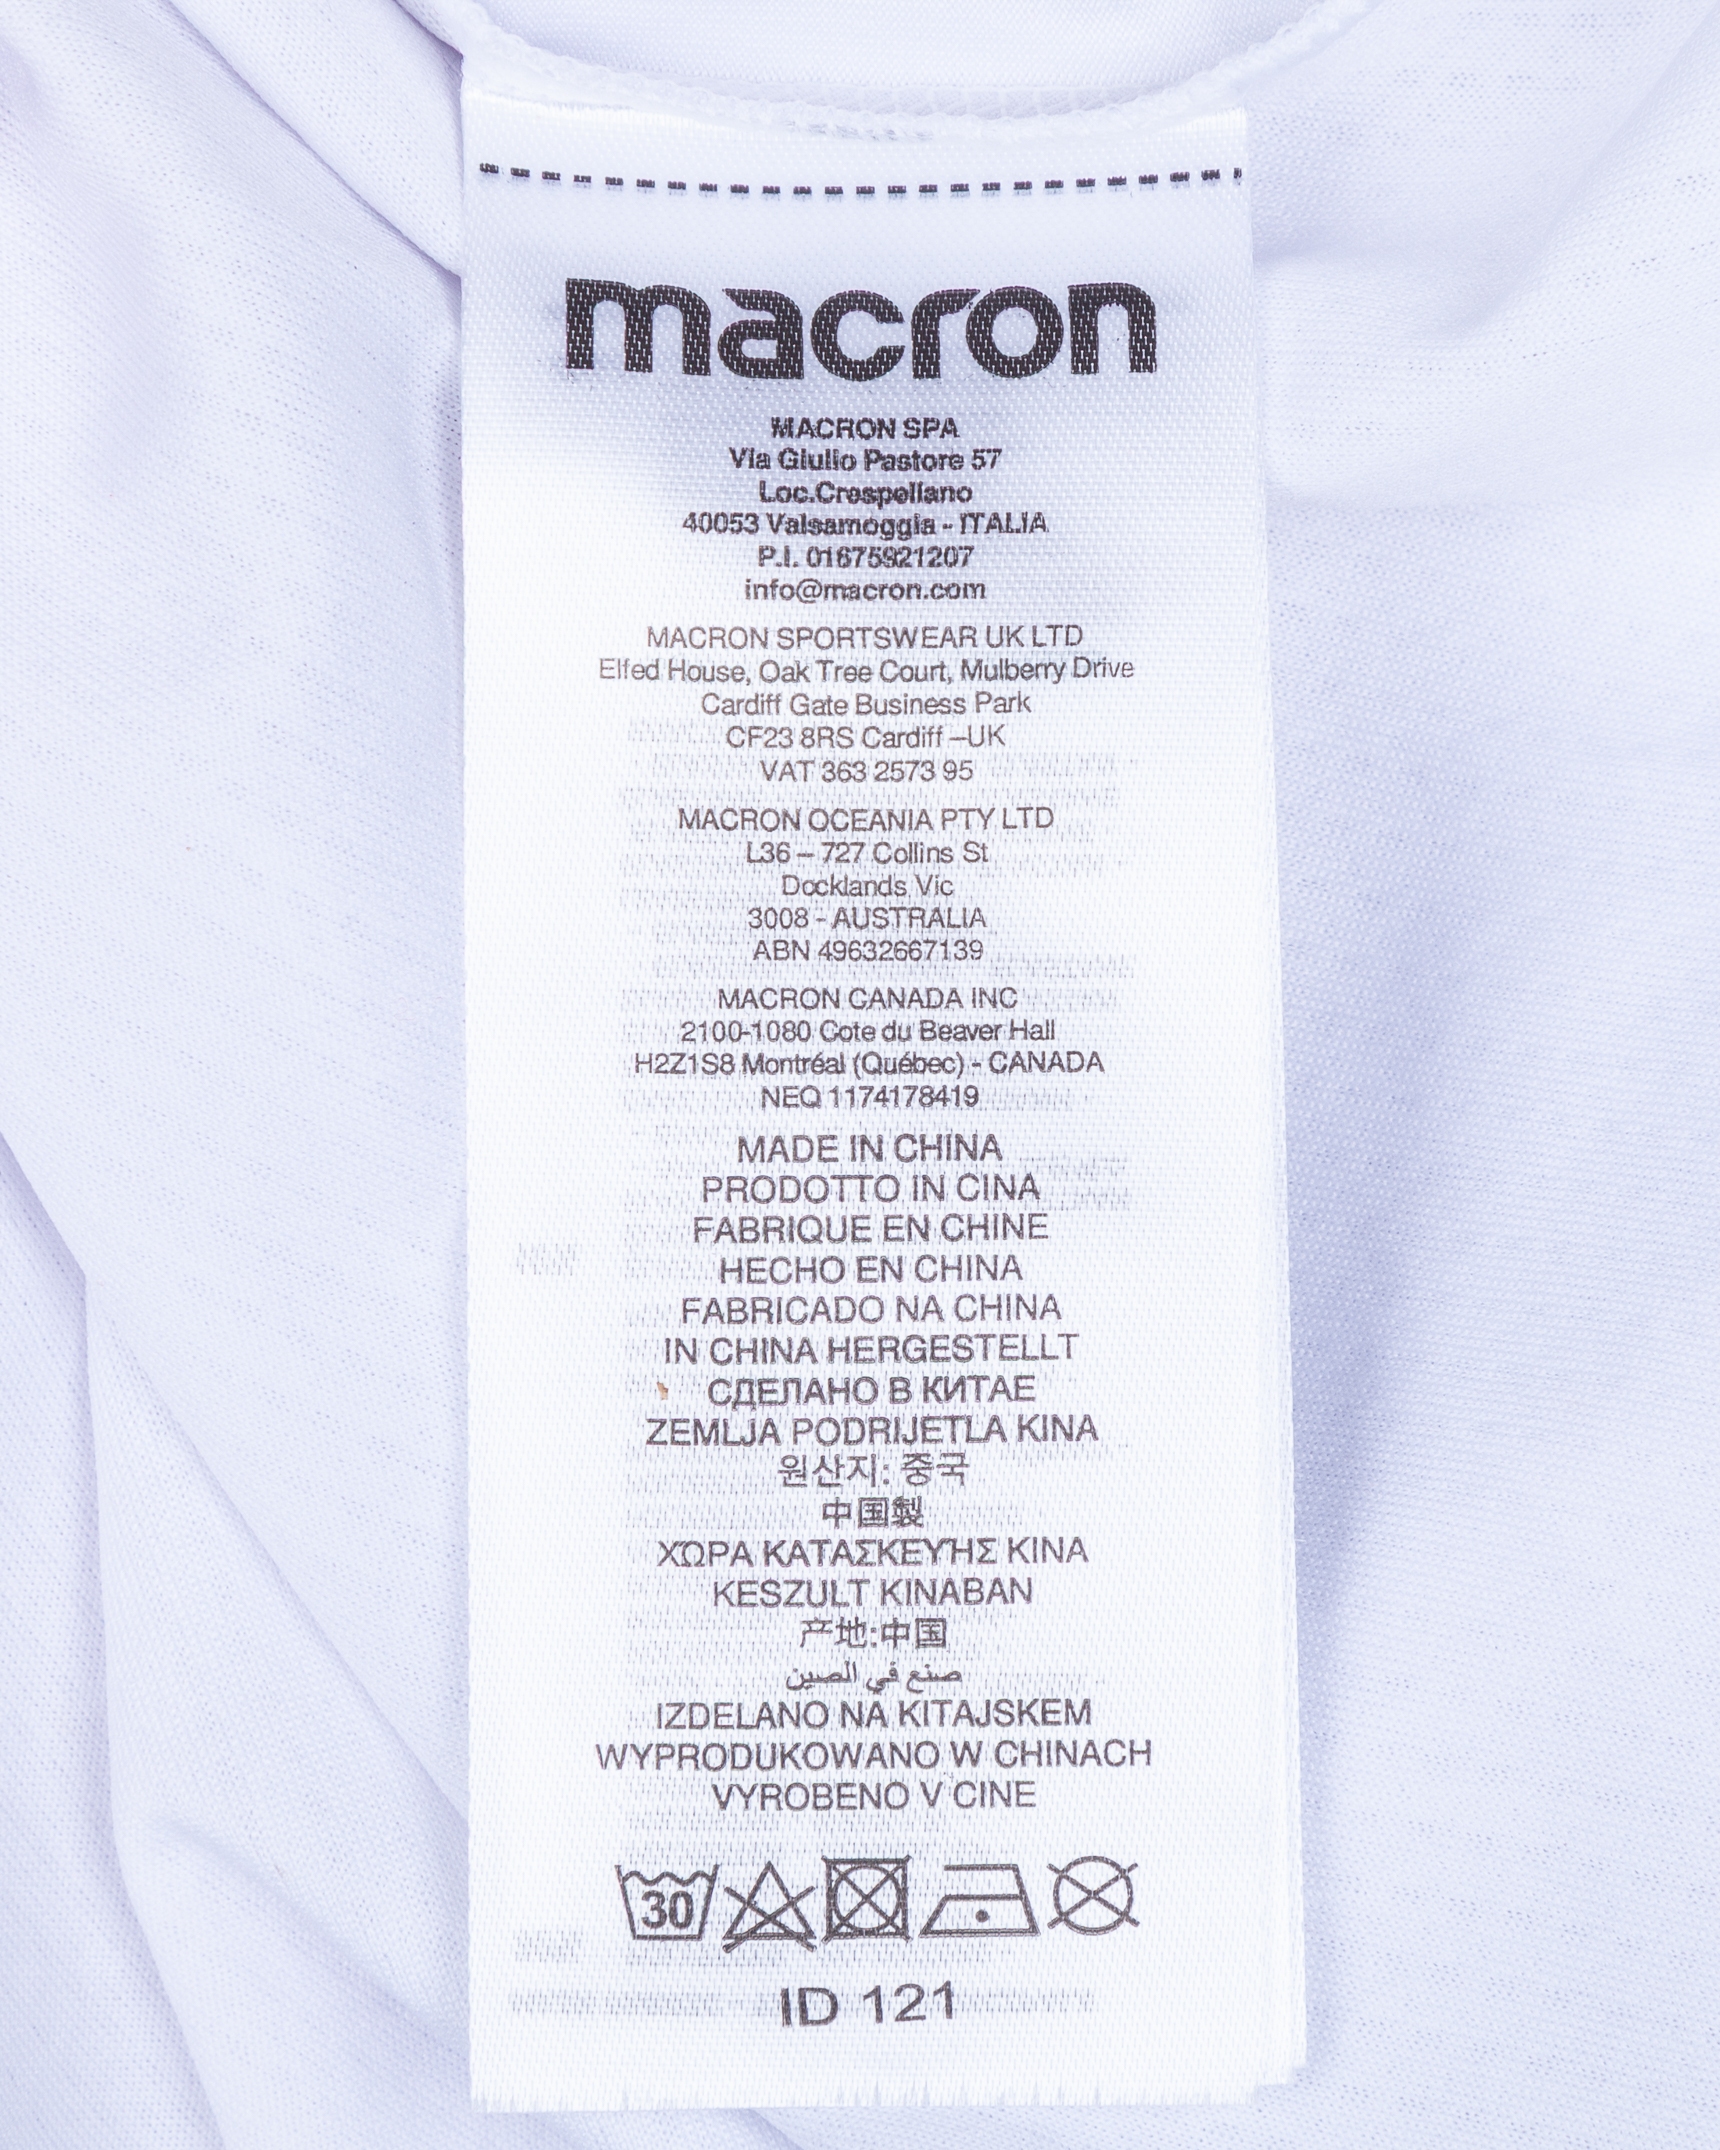 macron
MACRON SPA
Via Giulio Pastore 57
Loc.Crespellano
40053 Valsamoggia - ITALIA
P.I. 01675921207
info@macron.com
MACRON SPORTSWEAR UK LTD
Elfed House, Oak Tree Court, Mulberry Drive
Cardiff Gate Business Park
CF23 8RS Cardiff –UK
VAT 363 2573 95
MACRON OCEANIA PTY LTD
L36 – 727 Collins St
Docklands Vic
3008 - AUSTRALIA
ABN 49632667139
MACRON CANADA INC
2100-1080 Cote du Beaver Hall
H2Z1S8 Montréal (Québec) - CANADA
NEQ 1174178419
MADE IN CHINA
PRODOTTO IN CINA
FABRIQUE EN CHINE
HECHO EN CHINA
FABRICADO NA CHINA
IN CHINA HERGESTELLT
СДЕЛАНО В КИТАЕ
ZEMLJA PODRIJETLA KINA
원산지: 중국
中国製
ΧΏΡΑ ΚΑΤΑΣΚΕΥΉΣ ΚΙΝΑ
KESZULT KINABAN
产地:中国
صنع في الصين
IZDELANO NA KITAJSKEM
WYPRODUKOWANO W CHINACH
VYROBENO V CINE
30
ID 121